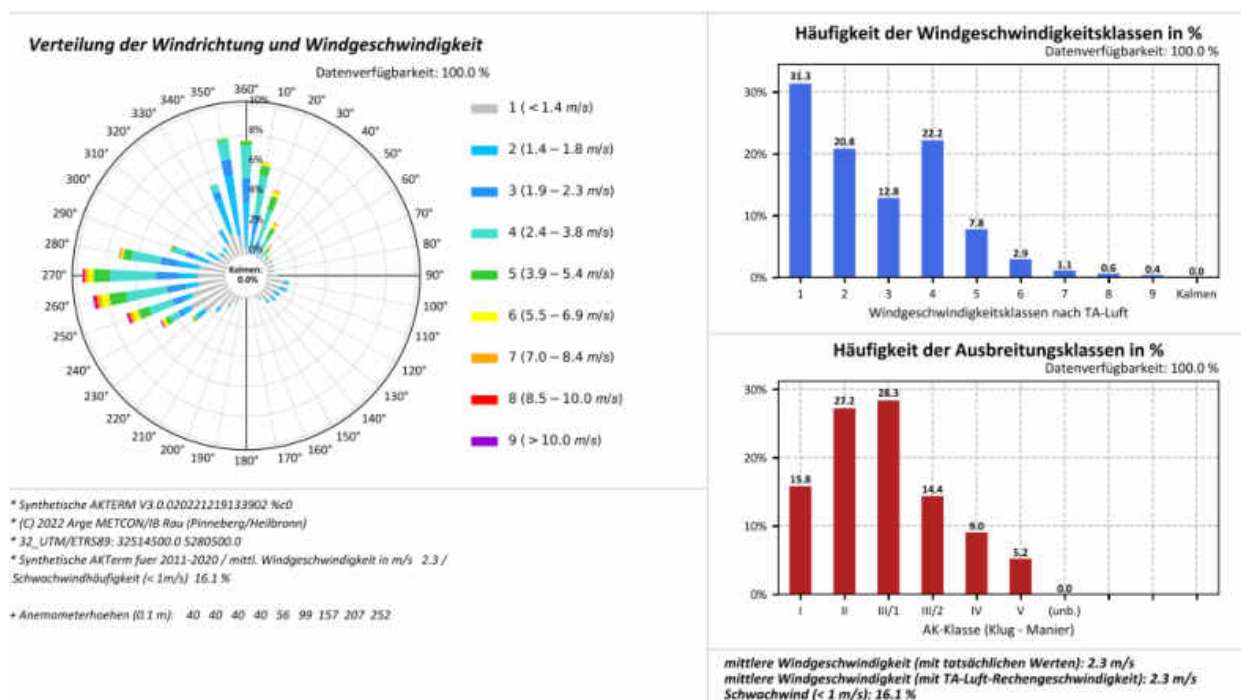 Verteilung der Windrichtung und Windgeschwindigkeit
Datenverfügbarkeit: 100.0 %
360°
10°
20°
30°
40°
50°
60°
70°
80°
90°
100°
110°
120°
130°
140°
150°
160°
170°
180°
190°
200°
210°
220°
230°
240°
250°
260°
270°
280°
290°
300°
310°
320°
330°
340°
350°
10%
8%
6%
4%
2%
0%
Kalmen:
0.0%
1 (< 1.4 m/s)
2 (1.4 – 1.8 m/s)
3 (1.9 – 2.3 m/s)
4 (2.4 – 3.8 m/s)
5 (3.9 – 5.4 m/s)
6 (5.5 – 6.9 m/s)
7 (7.0 – 8.4 m/s)
8 (8.5 – 10.0 m/s)
9 (> 10.0 m/s)
* Synthetische AKTERM V3.0.020221219133902 %c0
* (C) 2022 Arge METCON/IB Rau (Pinneberg/Heilbronn)
* 32_UTM/ETRS89: 32514500.0 5280500.0
* Synthetische AKTerm fuer 2011-2020 / mittl. Windgeschwindigkeit in m/s 2.3 /
Schwachwindhäufigkeit (< 1m/s) 16.1 %
+ Anemometerhoehen (0.1 m): 40 40 40 40 56 99 157 207 252
Häufigkeit der Windgeschwindigkeitsklassen in %
Datenverfügbarkeit: 100.0 %
30%
20%
10%
0%
31.3
20.8
12.8
22.2
7.8
2.9
1.1
0.6
0.4
0.0
1 2 3 4 5 6 7 8 9 Kalmen
Windgeschwindigkeitsklassen nach TA-Luft
Häufigkeit der Ausbreitungsklassen in %
Datenverfügbarkeit: 100.0 %
30%
20%
10%
0%
15.8
27.2
28.3
14.4
9.0
5.2
0.0
I II III/1 III/2 IV V (unb.)
AK-Klasse (Klug - Manier)
mittlere Windgeschwindigkeit (mit tatsächlichen Werten): 2.3 m/s
mittlere Windgeschwindigkeit (mit TA-Luft-Rechengeschwindigkeit): 2.3 m/s
Schwachwind (< 1 m/s): 16.1 %